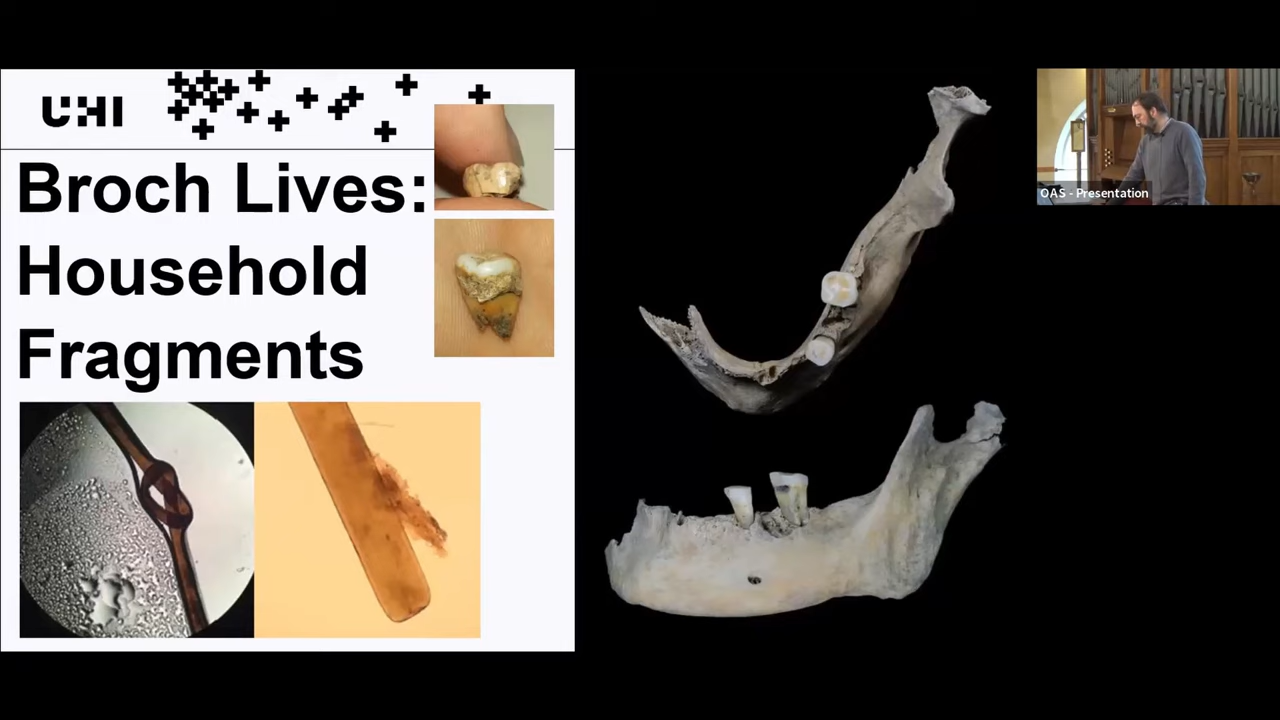 UHI
Broch Lives:
Household
Fragments
OAS - Presentation